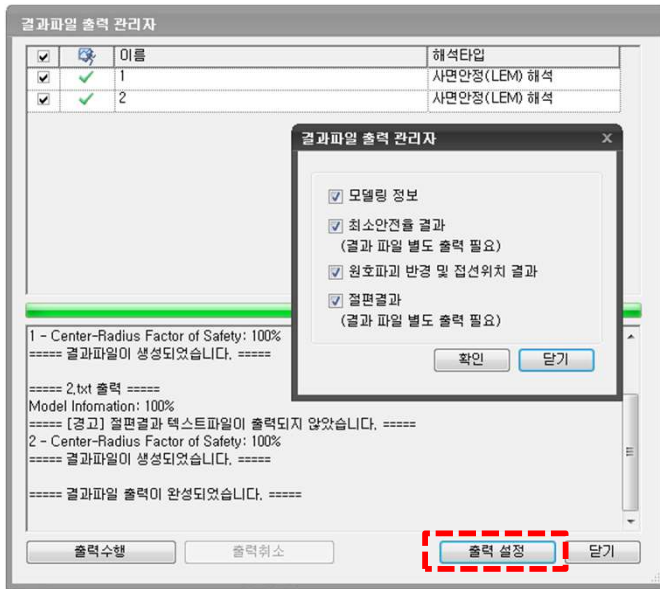 결과파일 출력 관리자
이름 해석타입
1 사면안정(LEM) 해석
2 사면안정(LEM) 해석
결과파일 출력 관리자 x
모델링 정보
최소안전율 결과
(결과 파일 별도 출력 필요)
원호파괴 반경 및 접선위치 결과
절편결과
(결과 파일 별도 출력 필요)
확인 닫기
1 - Center-Radius Factor of Safety: 100%
===== 결과파일이 생성되었습니다. =====
===== 2.txt 출력 =====
Model Infomation: 100%
===== [경고] 절편결과 텍스트파일이 출력되지 않았습니다. =====
2 - Center-Radius Factor of Safety: 100%
===== 결과파일이 생성되었습니다. =====
===== 결과파일 출력이 완성되었습니다. =====
출력수행 출력취소 출력 설정 닫기